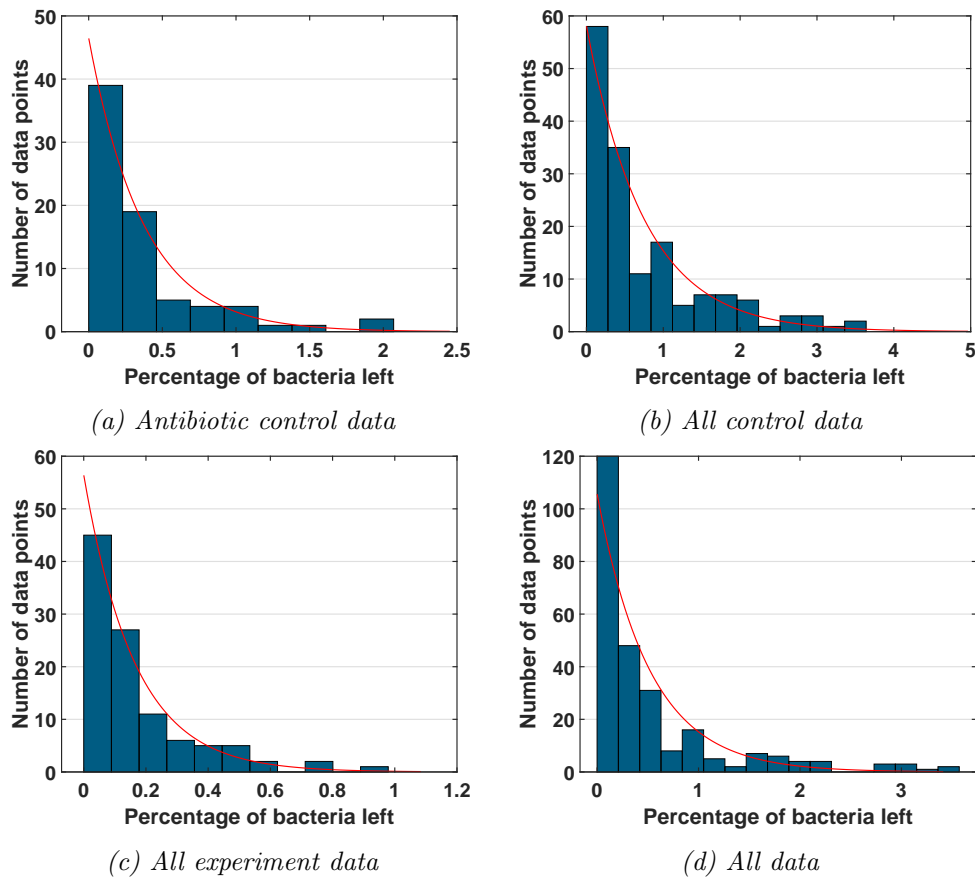 50
40
30
20
10
0
Number of data points
0 0.5 1 1.5 2 2.5
Percentage of bacteria left
(a) Antibiotic control data
60
50
40
30
20
10
0
Number of data points
0 1 2 3 4 5
Percentage of bacteria left
(b) All control data
60
50
40
30
20
10
0
Number of data points
0 0.2 0.4 0.6 0.8 1 1.2
Percentage of bacteria left
(c) All experiment data
120
100
80
60
40
20
0
Number of data points
0 1 2 3
Percentage of bacteria left
(d) All data